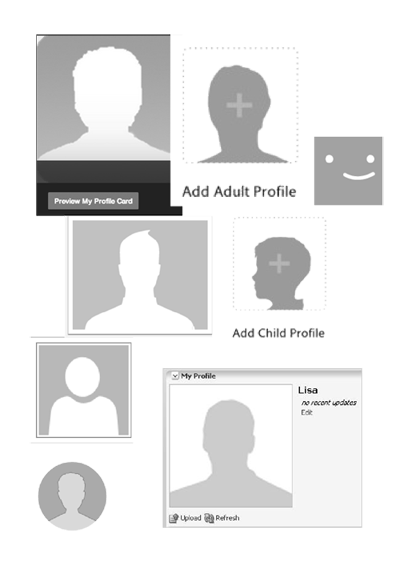 Preview My Profile Card
Add Adult Profile
Add Child Profile
My Profile
Lisa
no recent updates
Edit
Upload Refresh